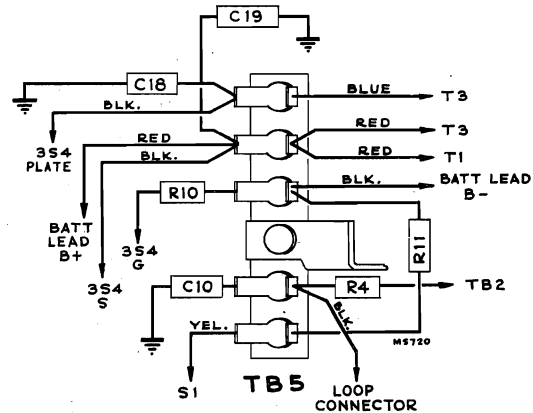 C19
C18
BLK.
BLUE
T3
RED
T3
RED
T1
3S4
PLATE
RED
BLK.
BLK.
BATT LEAD
B-
R10
R11
BATT
LEAD
B+
3S4
G
3S4
S
C10
R4
TB2
BLK.
YEL.
MS720
S1
TB5
LOOP
CONNECTOR